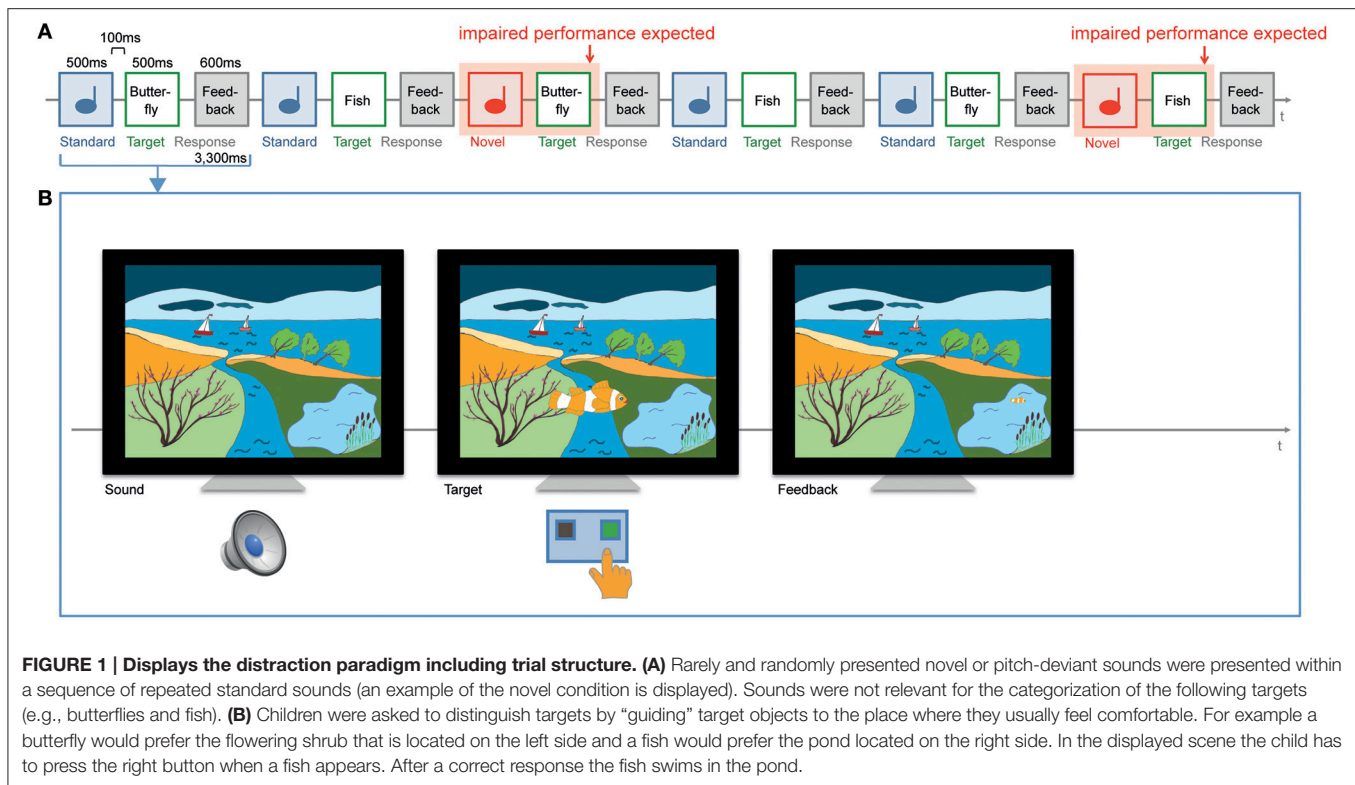 A
impaired performance expected
impaired performance expected
100ms
500ms 500ms 600ms
Butter-
fly
Feed-
back
Fish
Feed-
back
Butter-
fly
Feed-
back
Fish
Feed-
back
Butter-
fly
Feed-
back
Fish
Feed-
back
t
Standard Target Response Standard Target Response Novel Target Response Standard Target Response Standard Target Response Novel Target Response
3,300ms
B
t
Sound Target Feedback
FIGURE 1 | Displays the distraction paradigm including trial structure. (A) Rarely and randomly presented novel or pitch-deviant sounds were presented within
a sequence of repeated standard sounds (an example of the novel condition is displayed). Sounds were not relevant for the categorization of the following targets
(e.g., butterflies and fish). (B) Children were asked to distinguish targets by “guiding” target objects to the place where they usually feel comfortable. For example a
butterfly would prefer the flowering shrub that is located on the left side and a fish would prefer the pond located on the right side. In the displayed scene the child has
to press the right button when a fish appears. After a correct response the fish swims in the pond.